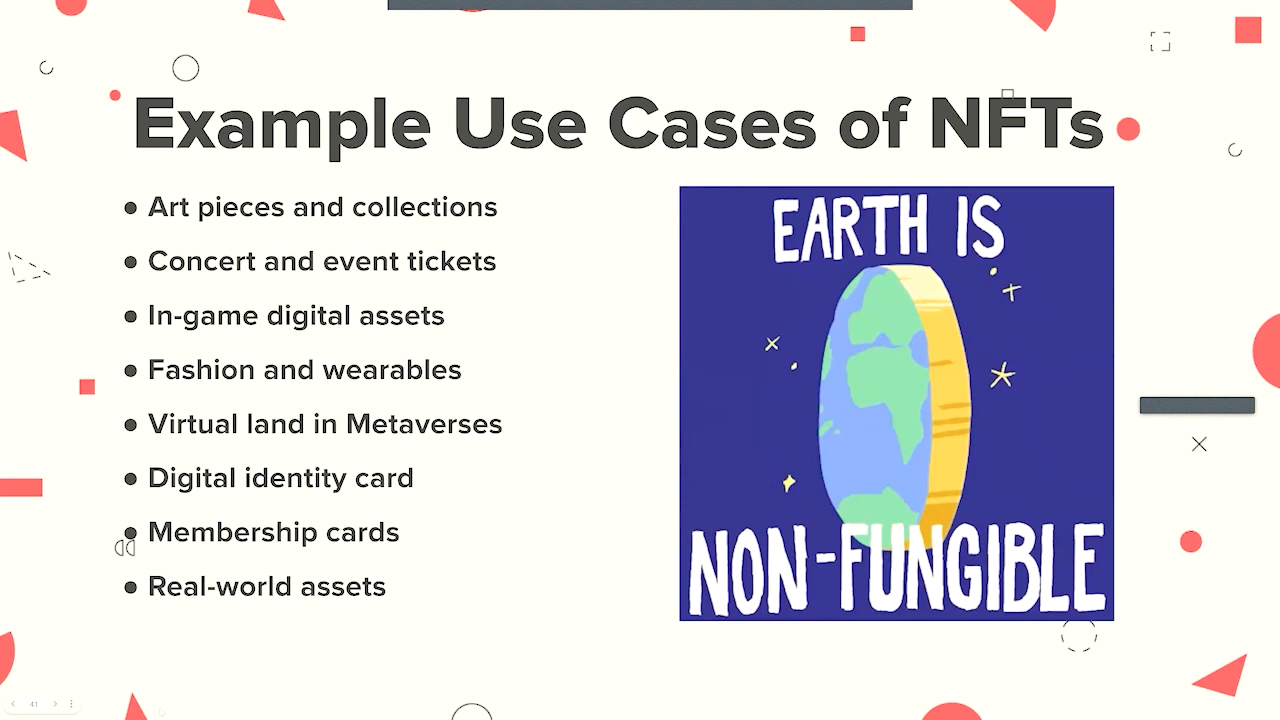 Example Use Cases of NFTs
● Art pieces and collections
● Concert and event tickets
● In-game digital assets
● Fashion and wearables
● Virtual land in Metaverses
● Digital identity card
● Membership cards
● Real-world assets
EARTH IS
NON-FUNGIBLE
41